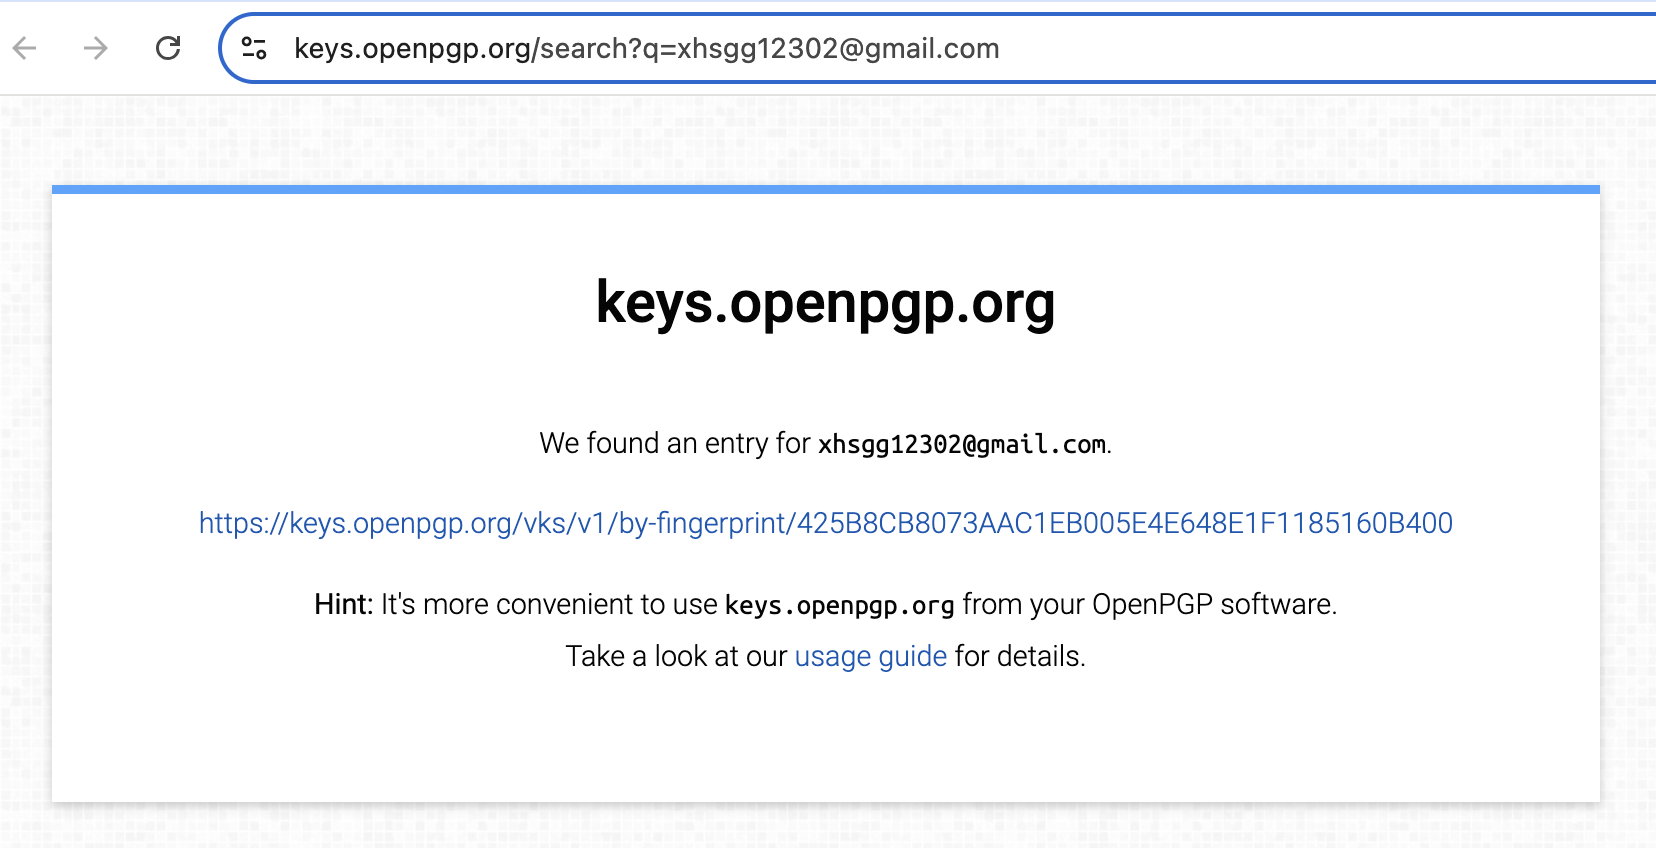 keys.openpgp.org/search?q=xhsgg12302@gmail.com
keys.openpgp.org
We found an entry for xhsgg12302@gmail.com.
https://keys.openpgp.org/vks/v1/by-fingerprint/425B8CB8073AAC1EB005E4E648E1F1185160B400
Hint: It's more convenient to use keys.openpgp.org from your OpenPGP software.
Take a look at our usage guide for details.